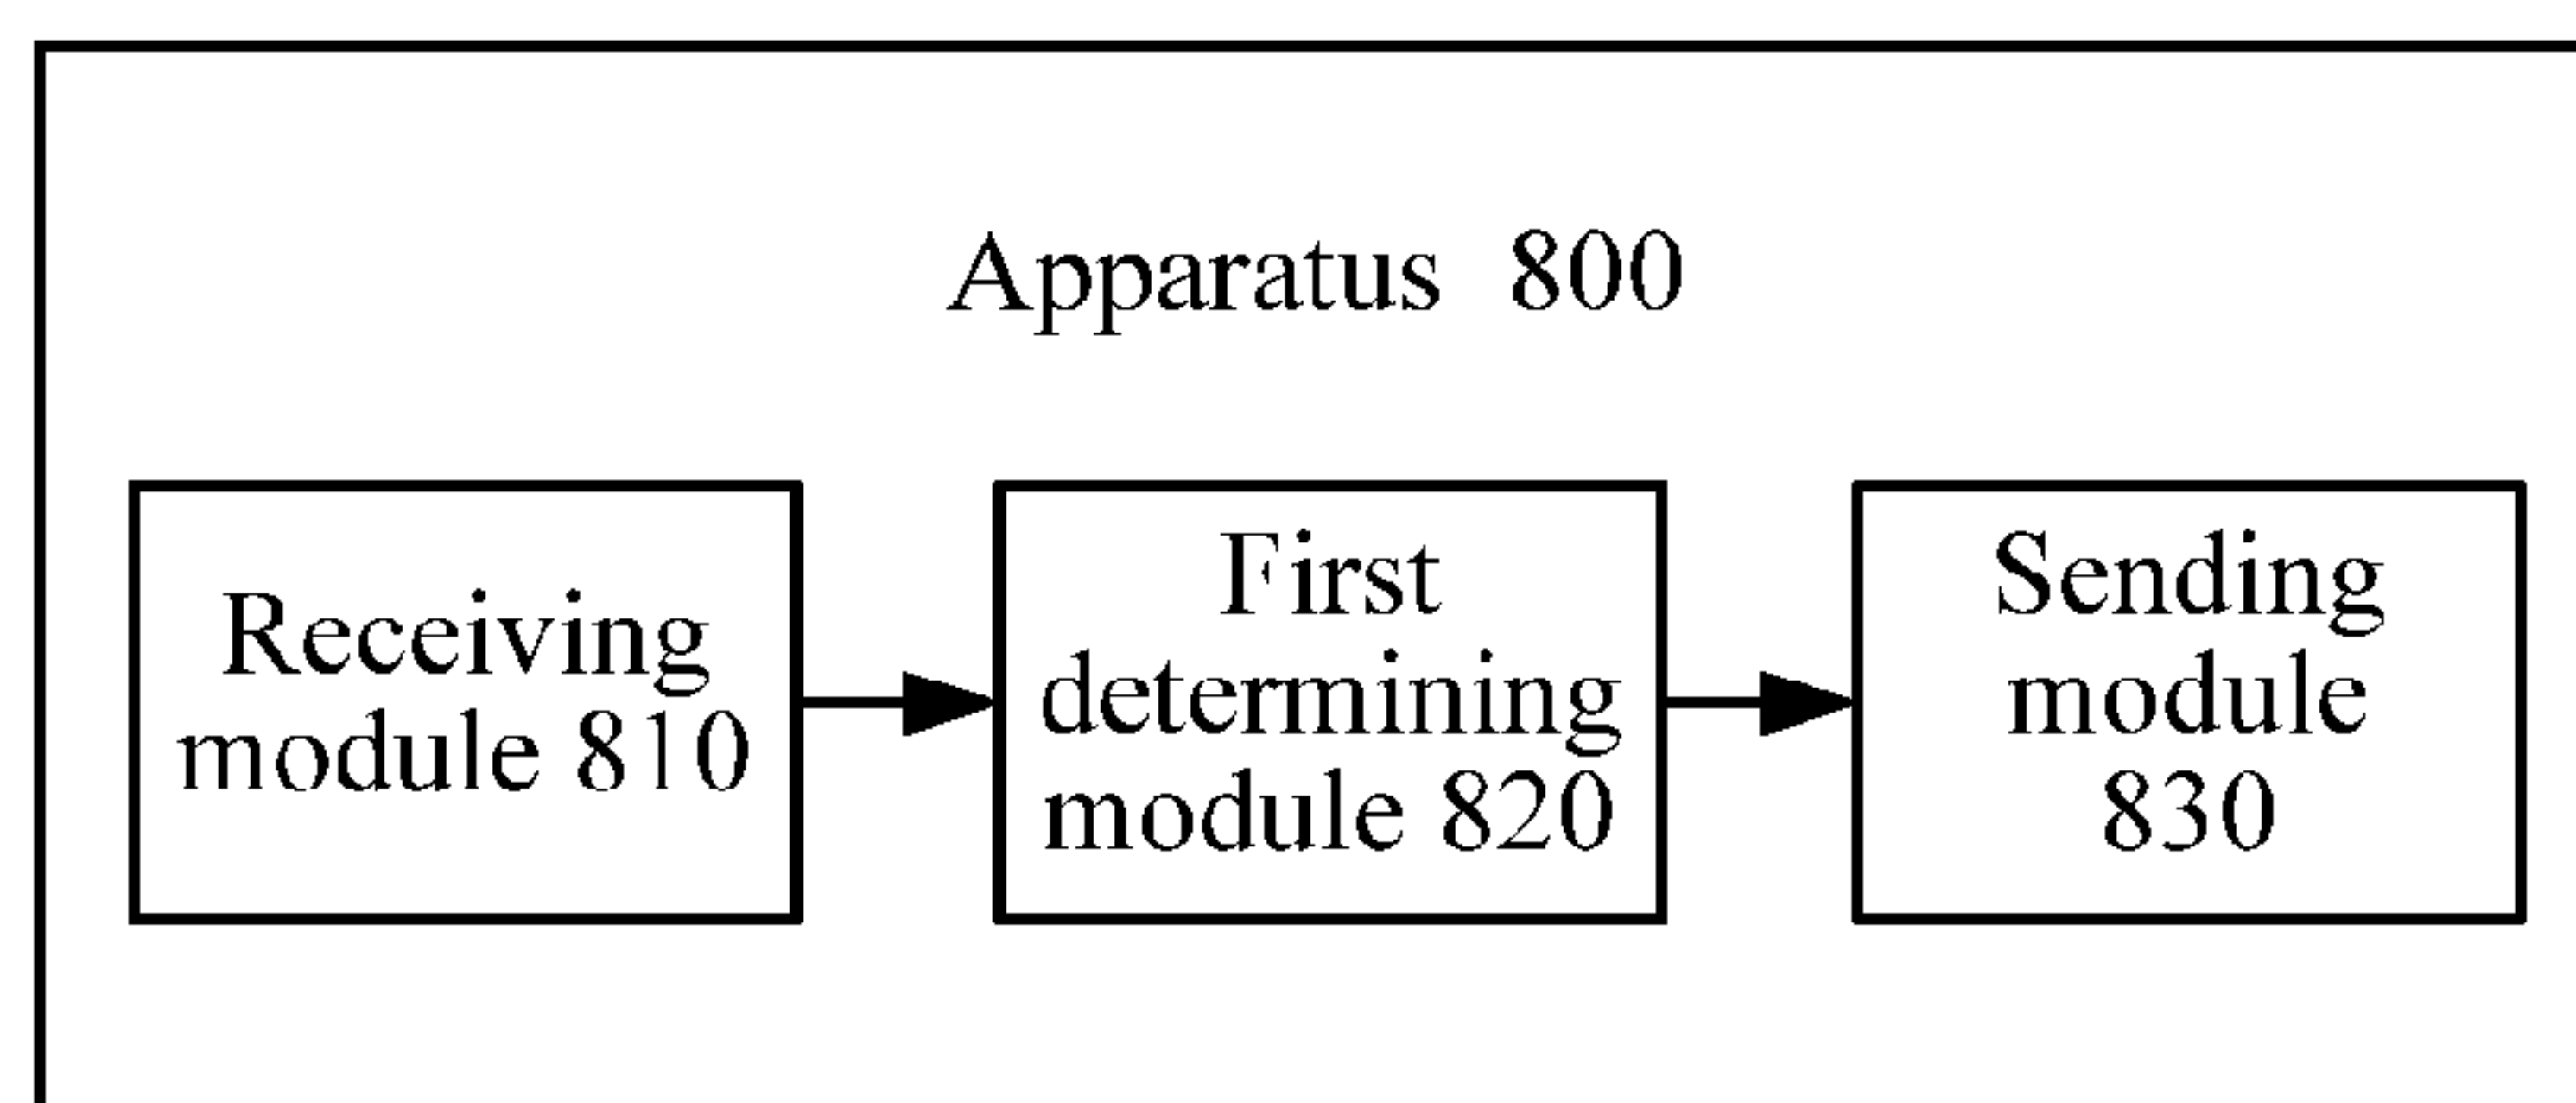 Apparatus 800
Receiving
module 810
First
determining
module 820
Sending
module
830